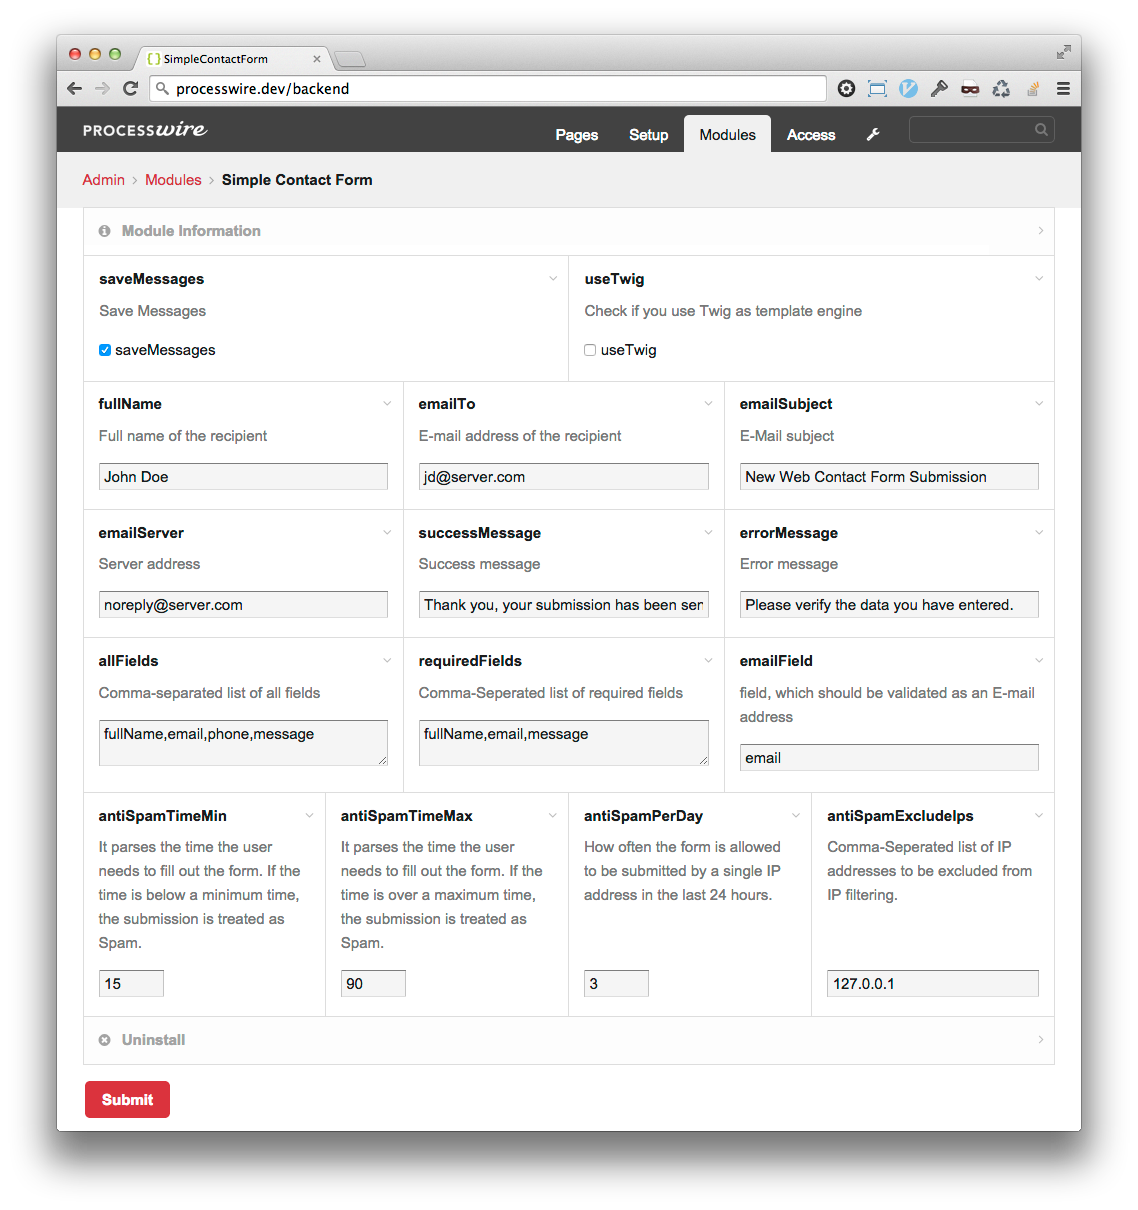 SimpleContactForm
processwire.dev/backend
PROCESSwire
Pages Setup Modules Access
Admin > Modules > Simple Contact Form
Module Information
saveMessages useTwig
Save Messages Check if you use Twig as template engine
saveMessages useTwig
fullName emailTo emailSubject
Full name of the recipient E-mail address of the recipient E-Mail subject
John Doe jd@server.com New Web Contact Form Submission
emailServer successMessage errorMessage
Server address Success message Error message
noreply@server.com Thank you, your submission has been sen Please verify the data you have entered.
allFields requiredFields emailField
Comma-separated list of all fields Comma-Seperated list of required fields field, which should be validated as an E-mail
address
fullName,email,phone,message fullName,email,message
email
antiSpamTimeMin antiSpamTimeMax antiSpamPerDay antiSpamExcludeIps
It parses the time the user It parses the time the user How often the form is allowed Comma-Seperated list of IP
needs to fill out the form. If the needs to fill out the form. If the to be submitted by a single IP addresses to be excluded from
time is below a minimum time, time is over a maximum time, address in the last 24 hours. IP filtering.
the submission is treated as the submission is treated as
Spam. Spam.
15 90 3 127.0.0.1
Uninstall
Submit